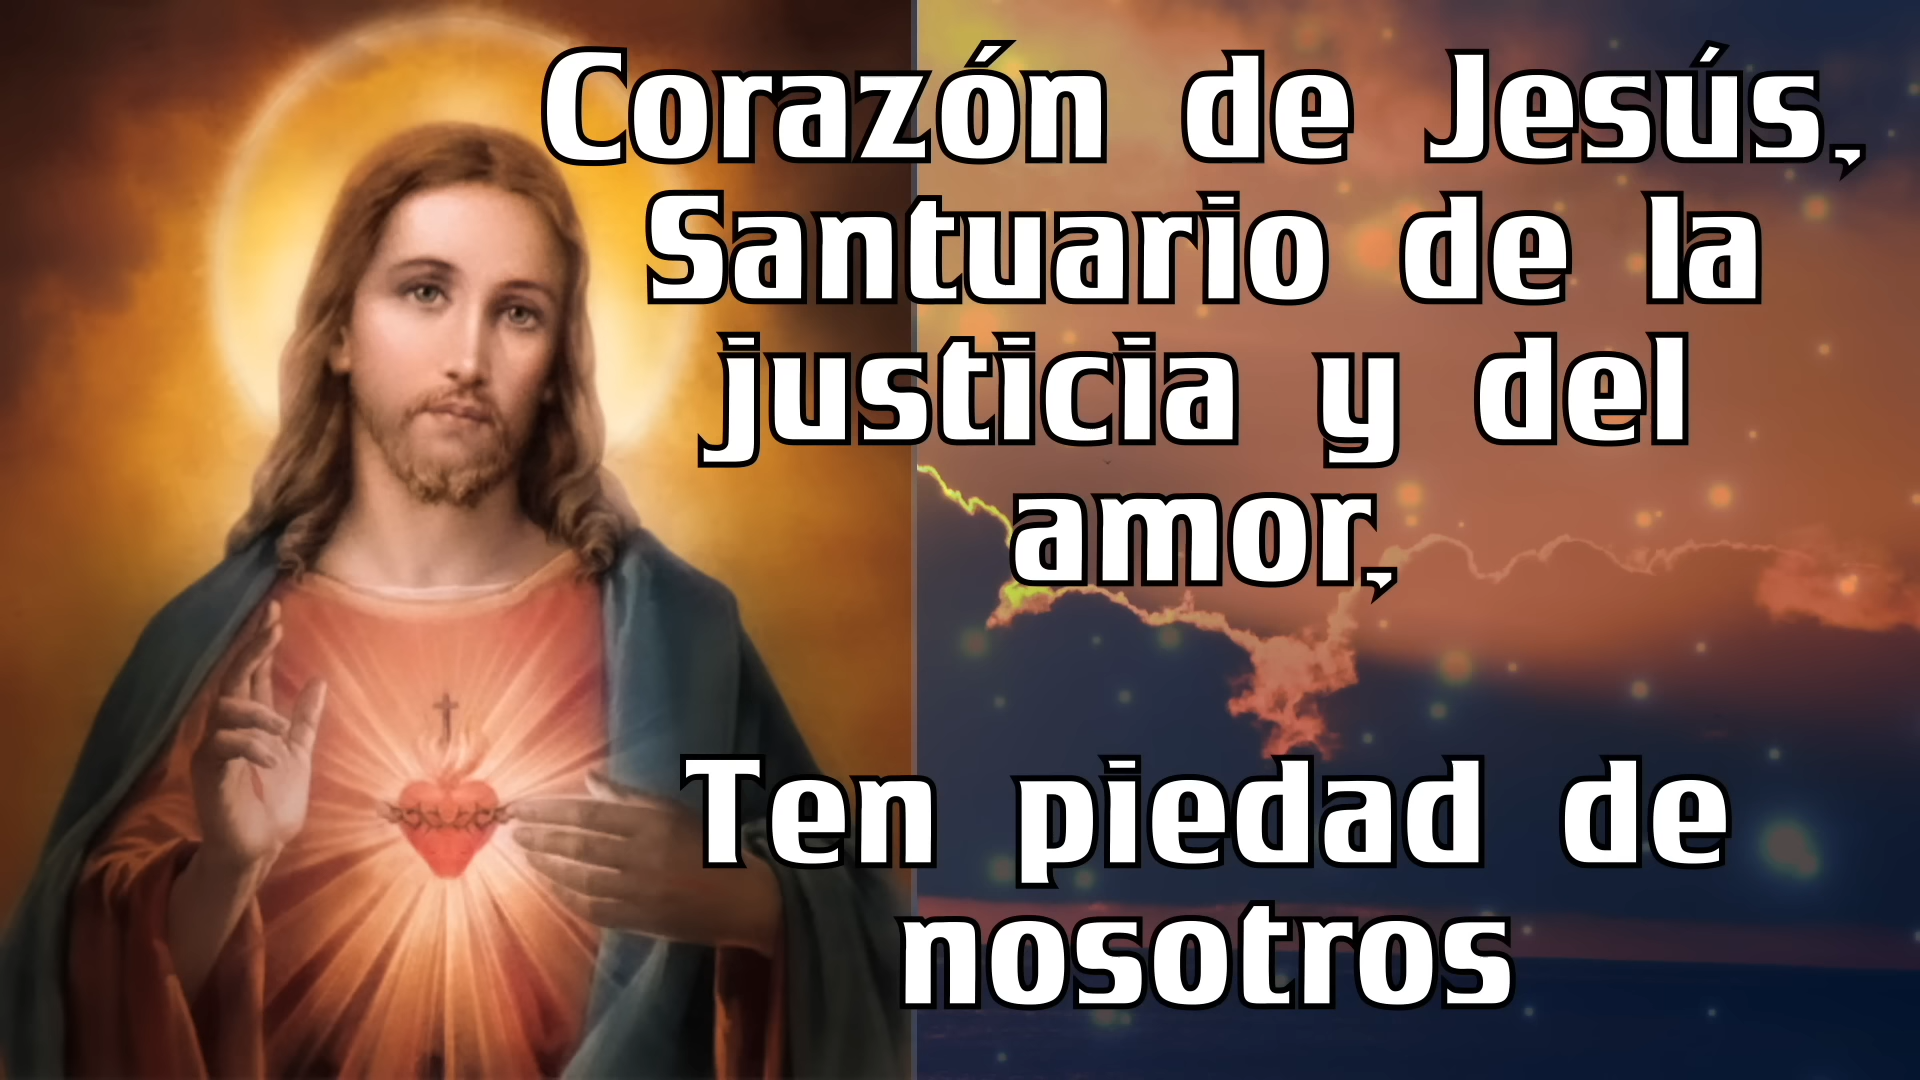 Corazón de Jesús,
Santuario de la
justicia y del
amor,
Ten piedad de
nosotros